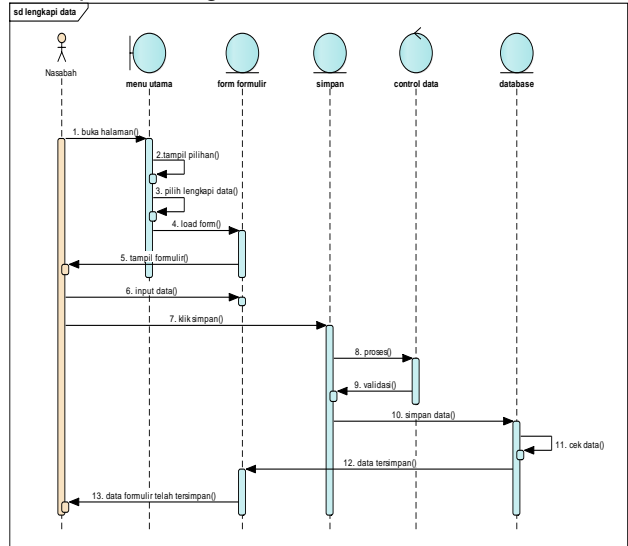 sd lengkapi data
Nasabah
menu utama
form formulir
simpan
control data
database
1. buka halaman()
2.tampil pilihan()
3. pilih lengkapi data()
4. load form()
5. tampil formulir()
6. input data()
7. klik simpan()
8. proses()
9. validasi()
10. simpan data()
11. cek data()
12. data tersimpan()
13. data formulir telah tersimpan()